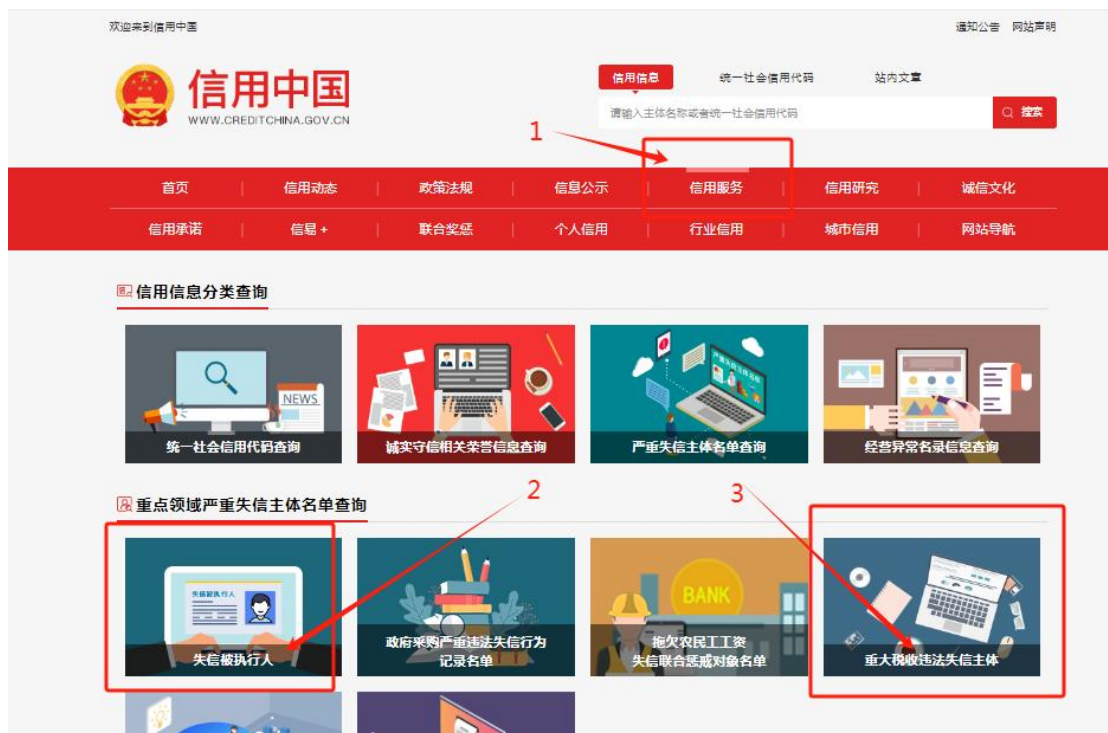 欢迎来到信用中国
通知公告 网站声明
信用中国
WWW.CREDITCHINA.GOV.CN
信用信息 统一社会信用代码 站内文章
请输入主体名称或者统一社会信用代码
搜索
1
首页 | 信用动态 | 政策法规 | 信息公示 | 信用服务 | 信用研究 | 诚信文化
信用承诺 | 信易+ | 联合奖惩 | 个人信用 | 行业信用 | 城市信用 | 网站导航
信用信息分类查询
NEWS
严重失信主体名单
统一社会信用代码查询
诚实守信相关荣誉信息查询
严重失信主体名单查询
经营异常名录信息查询
2
3
重点领域严重失信主体名单查询
失信被执行人
BANK
失信被执行人
政府采购严重违法失信行为
记录名单
拖欠农民工工资
失信联合惩戒对象名单
重大税收违法失信主体